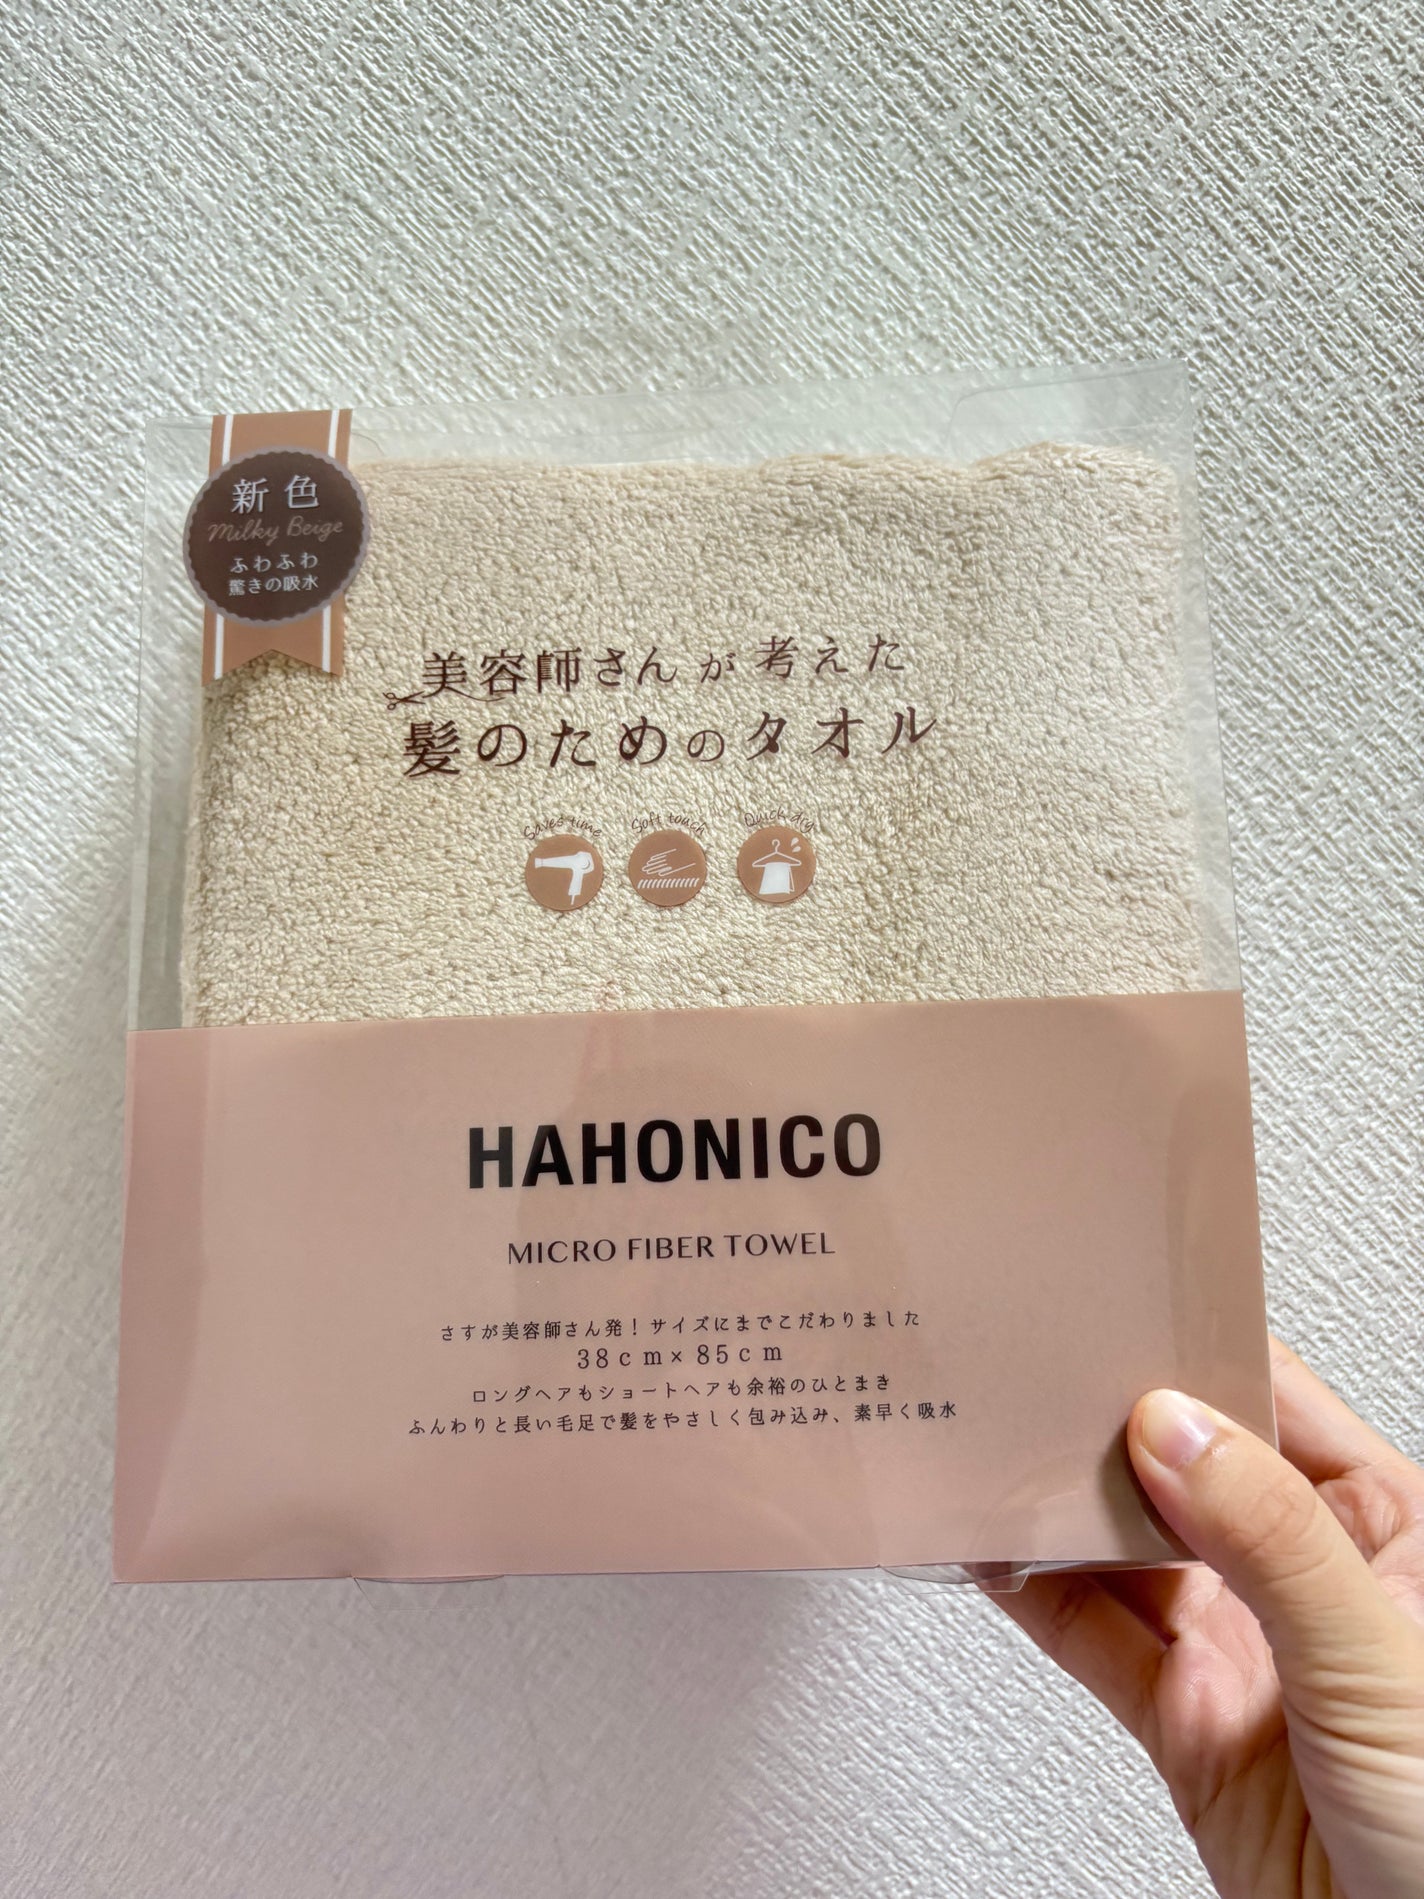 新色
Milky Beige
ふわふわ
驚きの吸水
美容師さんが考えた
髪のためのタオル
Saves time
Soft touch
Quick dry
HAHONICO
MICRO FIBER TOWEL
さすが美容師さん発！サイズにまでこだわりました
38cm×85cm
ロングヘアもショートヘアも余裕のひとまき
ふんわりと長い毛足で髪をやさしく包み込み、素早く吸水